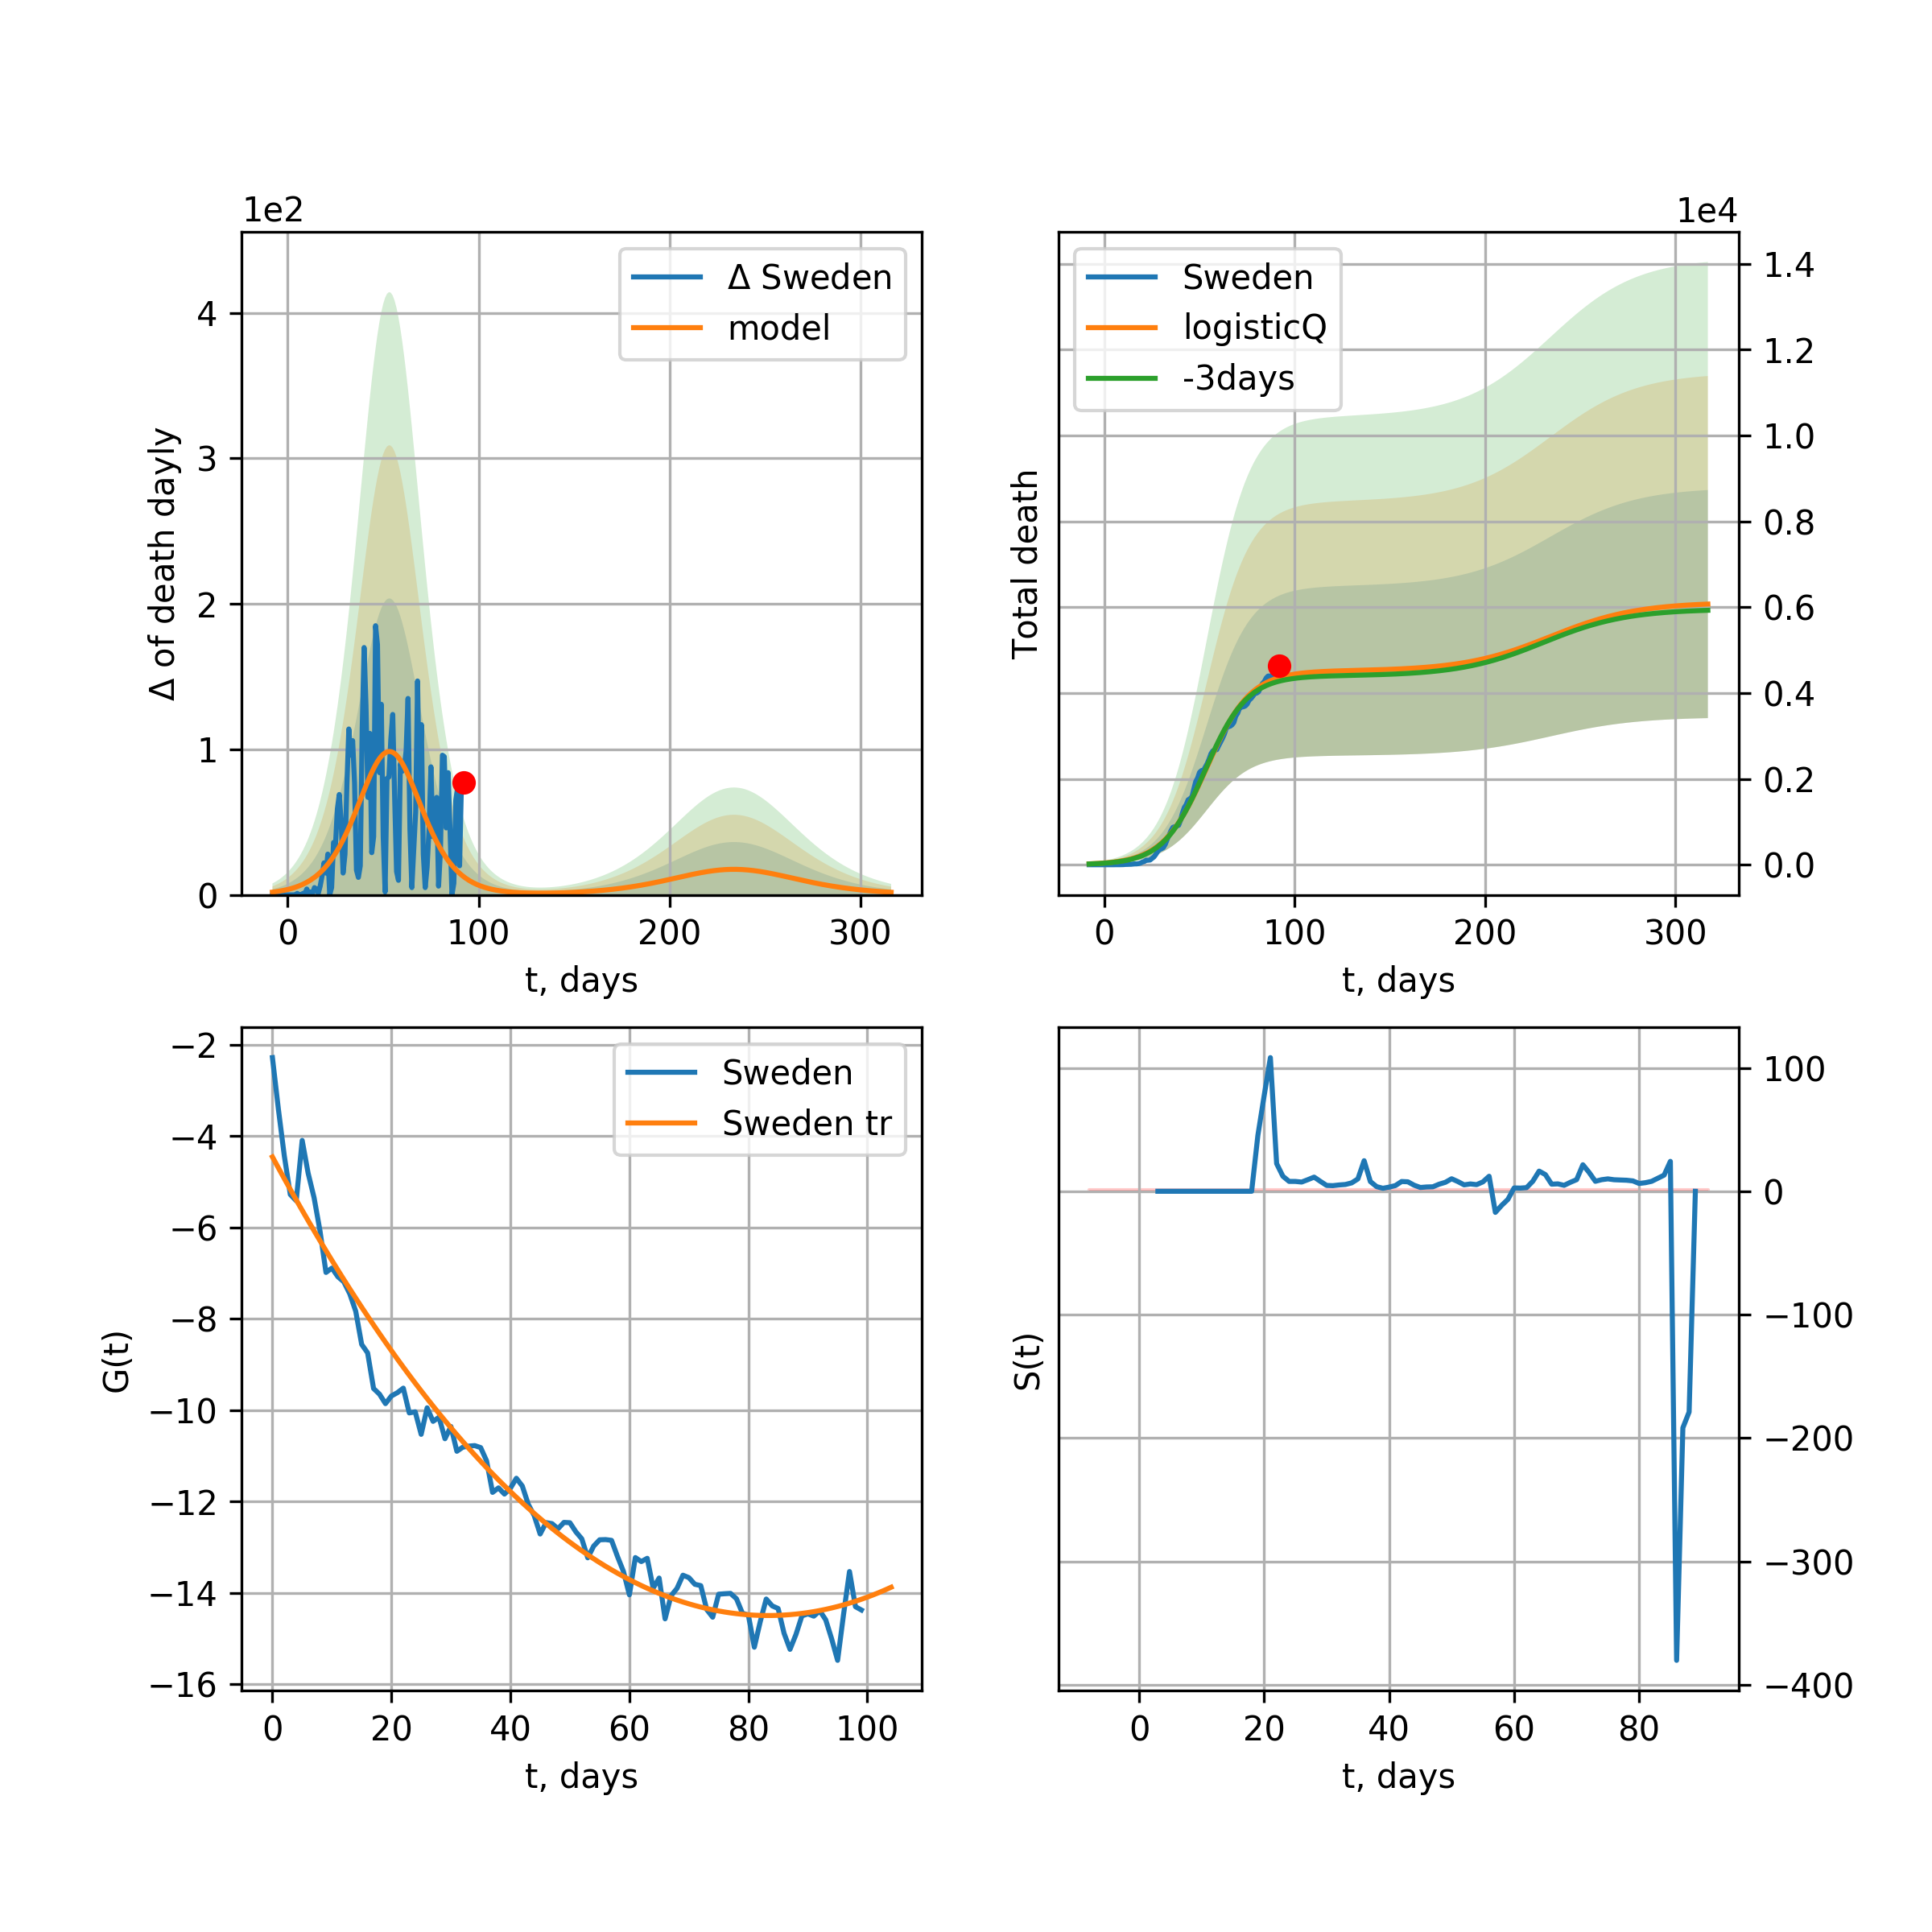 1e2
Δ Sweden
model
4
3
2
1
0
Δ of death dayly
0 100 200 300
t, days
1e4
Sweden
logisticQ
-3days
1.4
1.2
1.0
0.8
0.6
0.4
0.2
0.0
Total death
0 100 200 300
t, days
Sweden
Sweden tr
−2
−4
−6
−8
−10
−12
−14
−16
G(t)
0 20 40 60 80 100
t, days
100
0
−100
−200
−300
−400
S(t)
0 20 40 60 80
t, days